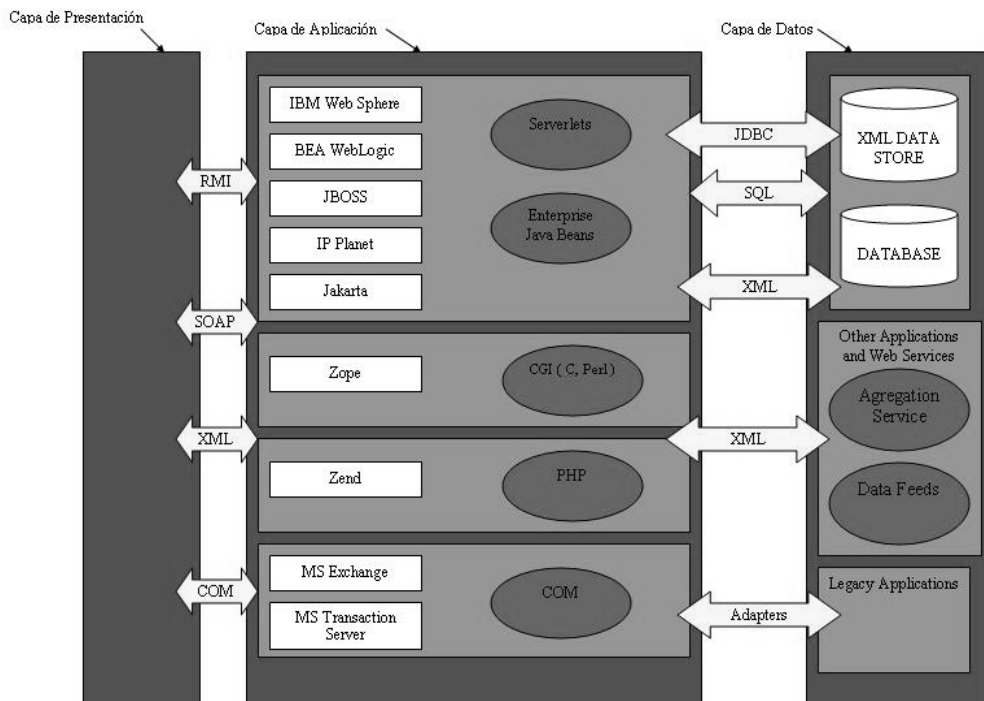 Capa de Presentación
Capa de Aplicación
Capa de Datos
RMI
SOAP
XML
COM
IBM Web Sphere
BEA WebLogic
JBOSS
IP Planet
Jakarta
Serverlets
Enterprise
Java Beans
Zope
CGI ( C, Perl )
Zend
PHP
MS Exchange
MS Transaction
Server
COM
JDBC
SQL
XML
XML
Adapters
XML DATA
STORE
DATABASE
Other Applications
and Web Services
Agregation
Service
Data Feeds
Legacy Applications